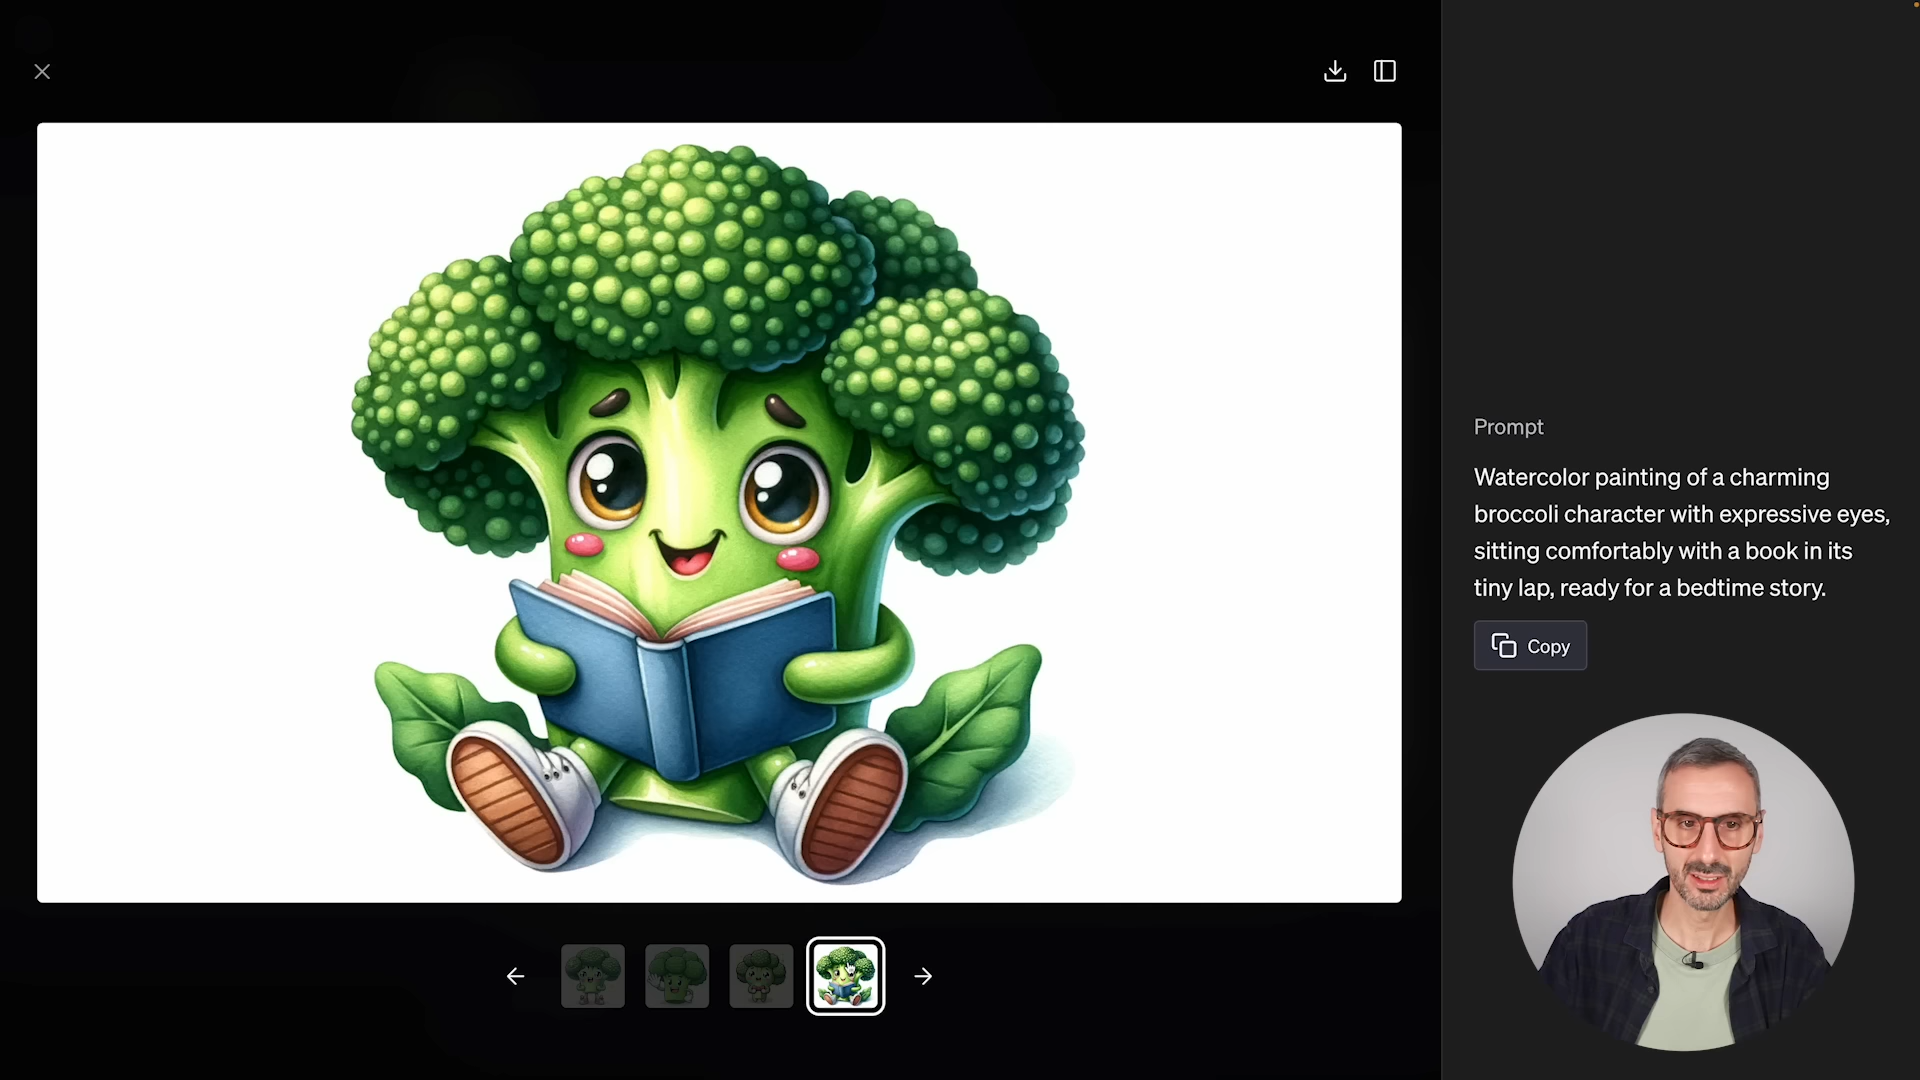 Prompt
Watercolor painting of a charming
broccoli character with expressive eyes,
sitting comfortably with a book in its
tiny lap, ready for a bedtime story.
Copy